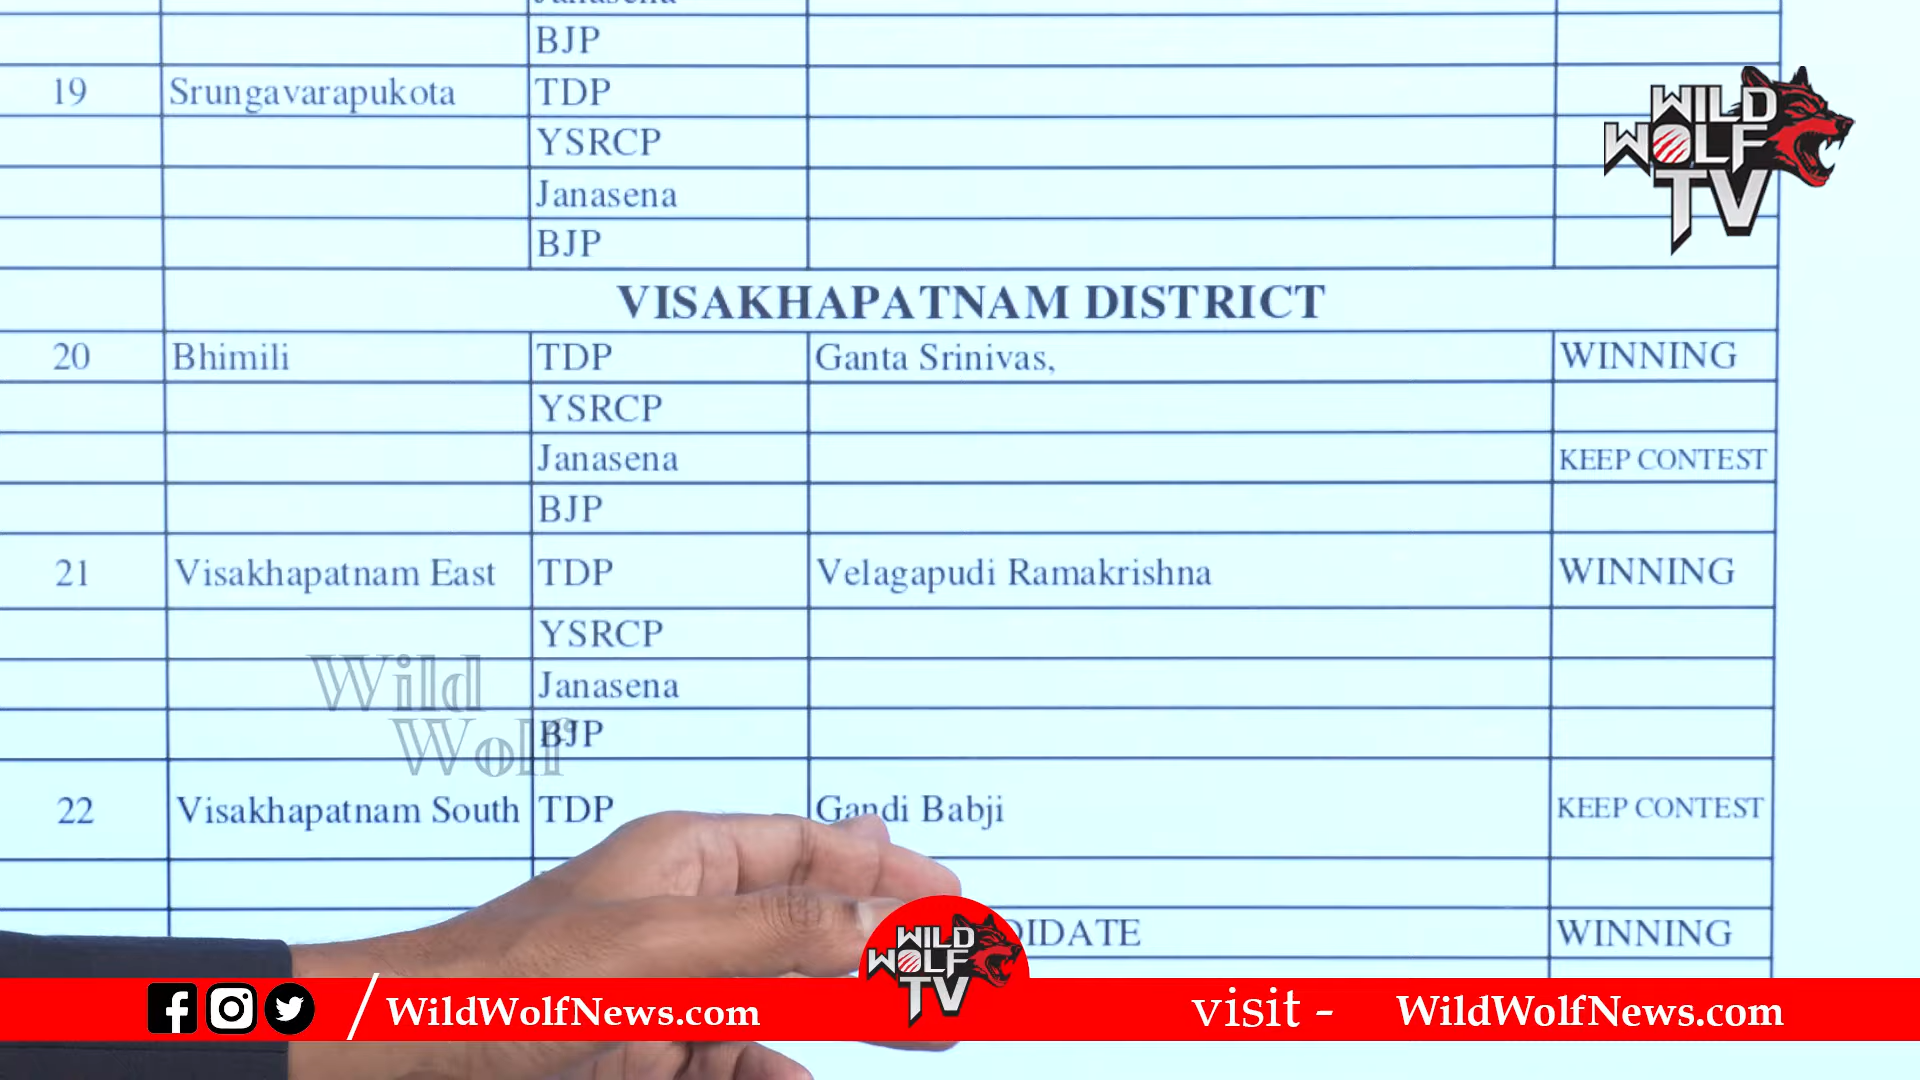 BJP
19 Srungavarapukota TDP
YSRCP
Janasena
BJP
WILD
WOLF
TV
VISAKHAPATNAM DISTRICT
20 Bhimili TDP Ganta Srinivas, WINNING
YSRCP
Janasena KEEP CONTEST
BJP
21 Visakhapatnam East TDP Velagapudi Ramakrishna WINNING
YSRCP
Janasena
BJP
Wild
Wolf
22 Visakhapatnam South TDP Gandi Babji KEEP CONTEST
WINNING
WILD
WOLF
TV
WildWolfNews.com visit - WildWolfNews.com